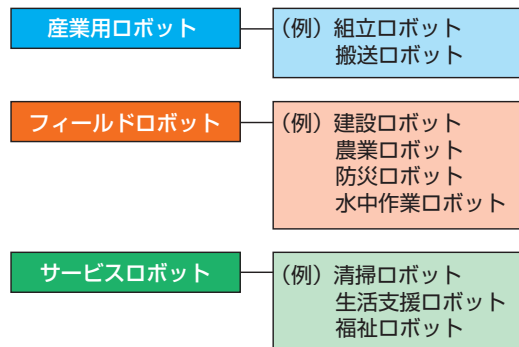 産業用ロボット
（例）組立ロボット
搬送ロボット
フィールドロボット
（例）建設ロボット
農業ロボット
防災ロボット
水中作業ロボット
サービスロボット
（例）清掃ロボット
生活支援ロボット
福祉ロボット